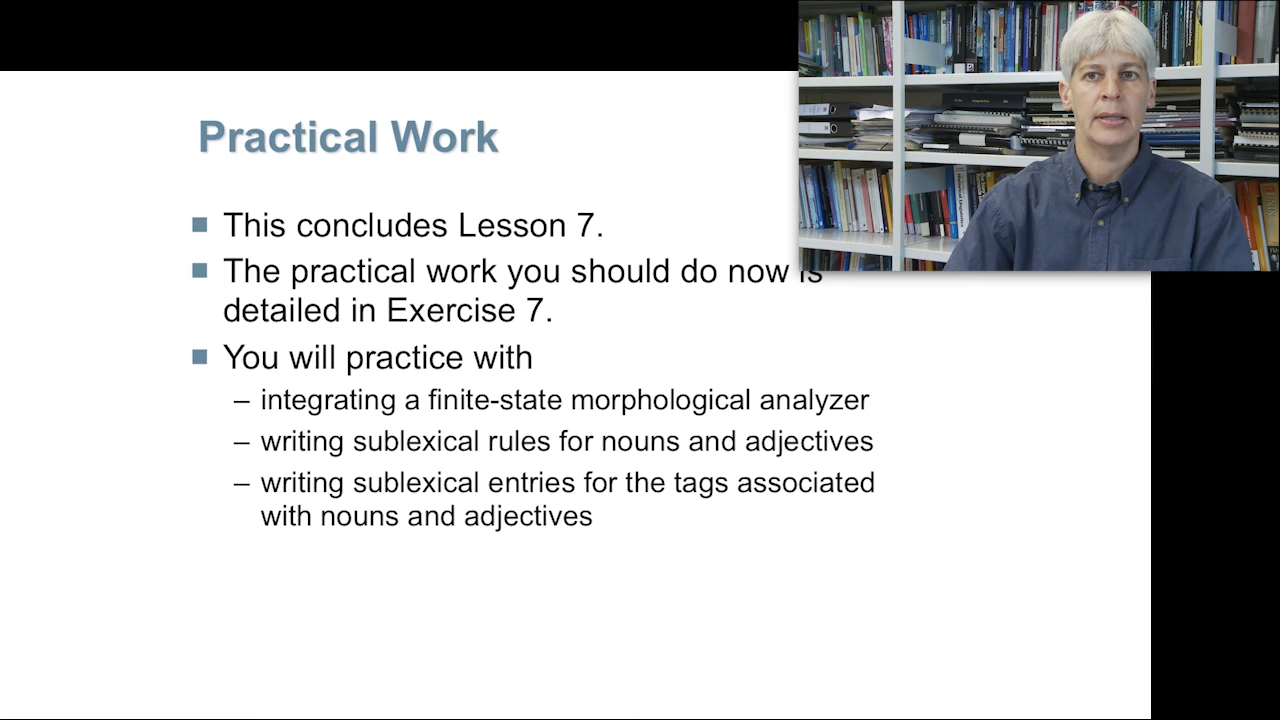 Practical Work
This concludes Lesson 7.
The practical work you should do now is
detailed in Exercise 7.
You will practice with
– integrating a finite-state morphological analyzer
– writing sublexical rules for nouns and adjectives
– writing sublexical entries for the tags associated
with nouns and adjectives